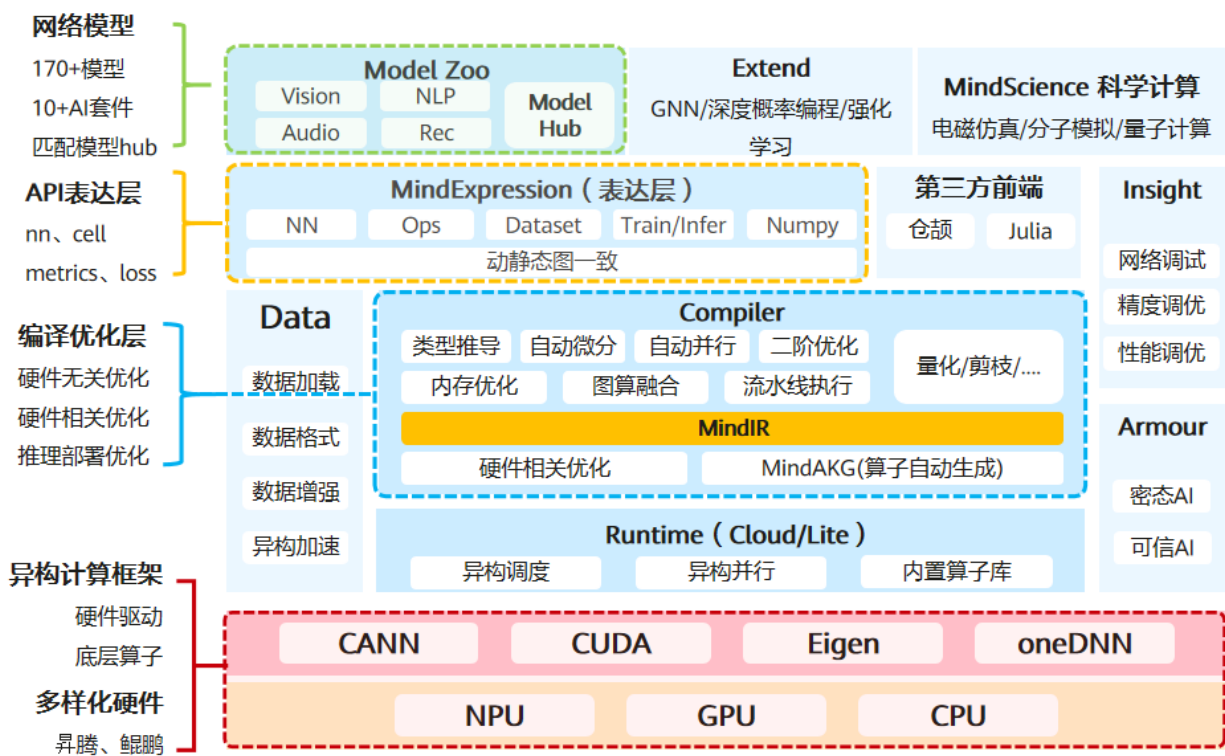 网络模型
170+模型
10+AI套件
匹配模型hub
Model Zoo
Vision
NLP
Audio
Rec
Model
Hub
Extend
GNN/深度概率编程/强化
学习
MindScience 科学计算
电磁仿真/分子模拟/量子计算
API表达层
nn、cell
metrics、loss
MindExpression（表达层）
NN
Ops
Dataset
Train/Infer
Numpy
动静态图一致
第三方前端
仓颉
Julia
Insight
网络调试
精度调优
性能调优
编译优化层
硬件无关优化
硬件相关优化
推理部署优化
Data
数据加载
数据格式
数据增强
异构加速
Compiler
类型推导
自动微分
自动并行
二阶优化
内存优化
图算融合
流水线执行
量化/剪枝/....
MindIR
硬件相关优化
MindAKG(算子自动生成)
Armour
密态AI
可信AI
Runtime（Cloud/Lite）
异构调度
异构并行
内置算子库
异构计算框架
硬件驱动
底层算子
CANN
CUDA
Eigen
oneDNN
多样化硬件
昇腾、鲲鹏
NPU
GPU
CPU